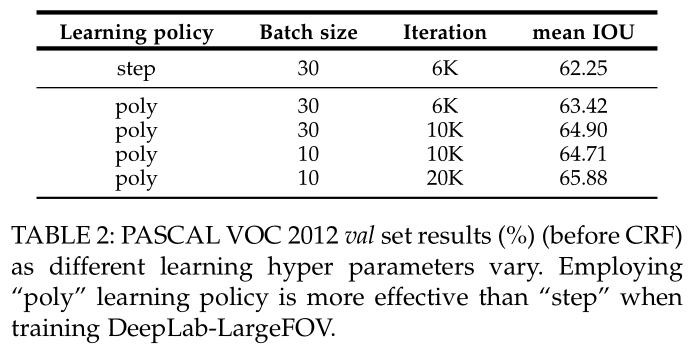 Learning policy Batch size Iteration mean IOU
step 30 6K 62.25
poly 30 6K 63.42
poly 30 10K 64.90
poly 10 10K 64.71
poly 10 20K 65.88
TABLE 2: PASCAL VOC 2012 val set results (%) (before CRF)
as different learning hyper parameters vary. Employing
“poly” learning policy is more effective than “step” when
training DeepLab-LargeFOV.